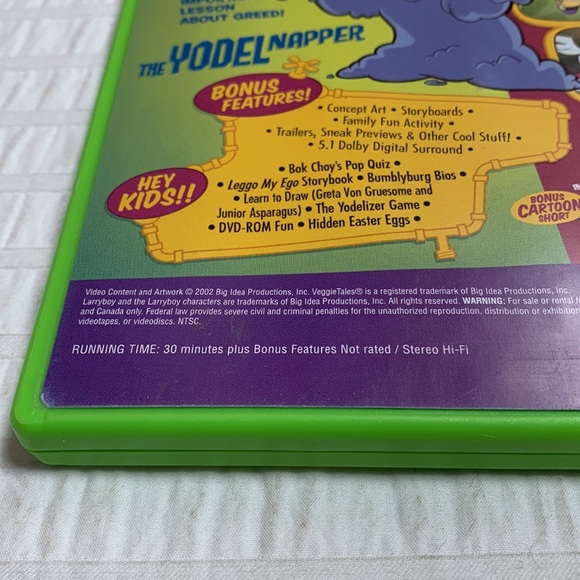 LESSON
ABOUT GREED!
THE YODELNAPPER
BONUS
FEATURES!
• Concept Art • Storyboards •
• Family Fun Activity •
• Trailers, Sneak Previews & Other Cool Stuff! •
• 5.1 Dolby Digital Surround •
HEY
KIDS!!
• Bok Choy's Pop Quiz •
• Leggo My Ego Storybook • Bumblyburg Bios •
• Learn to Draw (Greta Von Gruesome and
Junior Asparagus) • The Yodelizer Game •
• DVD-ROM Fun • Hidden Easter Eggs •
BONUS
CARTOON
SHORT
Video Content and Artwork © 2002 Big Idea Productions, Inc. VeggieTales® is a registered trademark of Big Idea Productions, Inc.
Larryboy and the Larryboy characters are trademarks of Big Idea Productions, Inc. All rights reserved. WARNING: For sale or rental
and Canada only. Federal law provides severe civil and criminal penalties for the unauthorized reproduction, distribution or
videotapes, or videodiscs. NTSC.
RUNNING TIME: 30 minutes plus Bonus Features Not rated / Stereo Hi-Fi